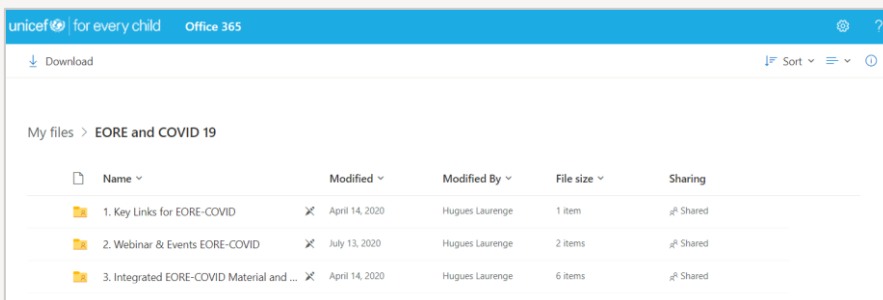 unicef for every child Office 365 ?
Download Sort
My files > EORE and COVID 19
Name Modified Modified By File size Sharing
1. Key Links for EORE-COVID April 14, 2020 Hugues Laurenge 1 item Shared
2. Webinar & Events EORE-COVID July 13, 2020 Hugues Laurenge 2 items Shared
3. Integrated EORE-COVID Material and ... April 14, 2020 Hugues Laurenge 6 items Shared